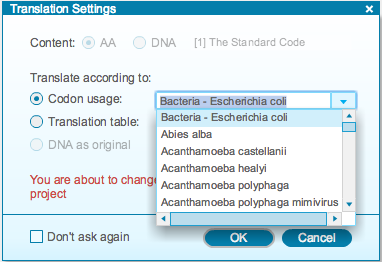 Translation Settings
Content: AA DNA [1] The Standard Code
Translate according to:
Codon usage: Bacteria - Escherichia coli
Bacteria - Escherichia coli
Translation table:
Abies alba
Acanthamoeba castellanii
DNA as original
Acanthamoeba healyi
You are about to change
Acanthamoeba polyphaga
project
Acanthamoeba polyphaga mimivirus
Don't ask again OK Cancel